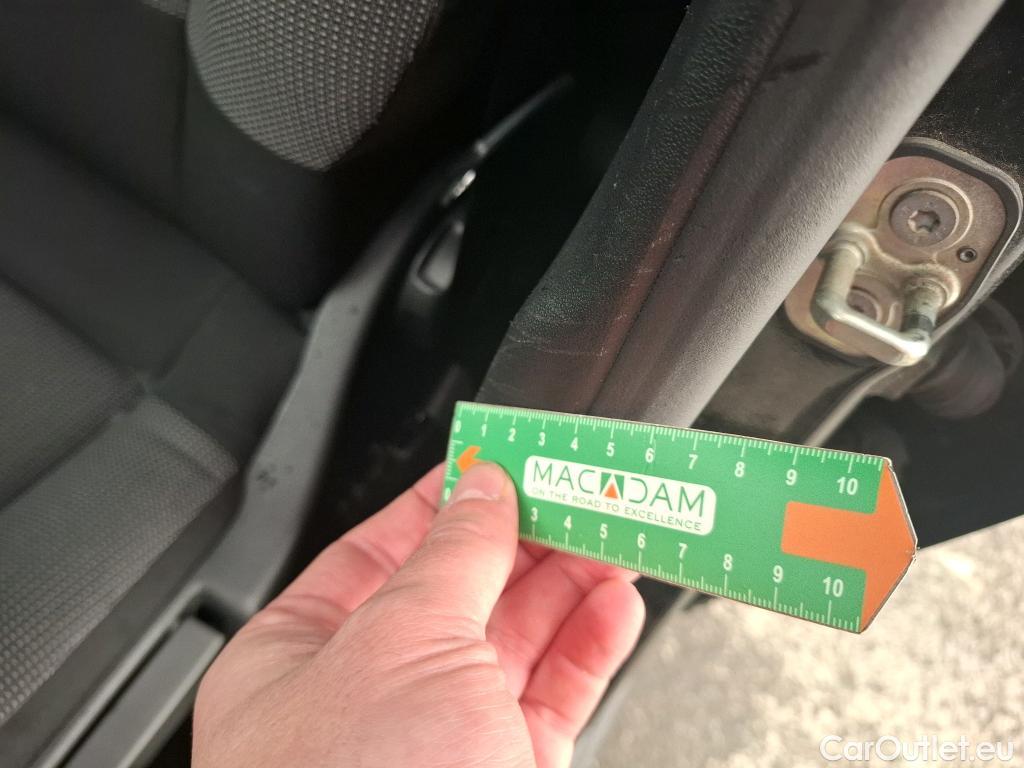 0 1 2 3 4 5 6 7 8 9 10
MACADAM
ON THE ROAD TO EXCELLENCE
0 3 4 5 6 7 8 9 10
CarOutlet.eu